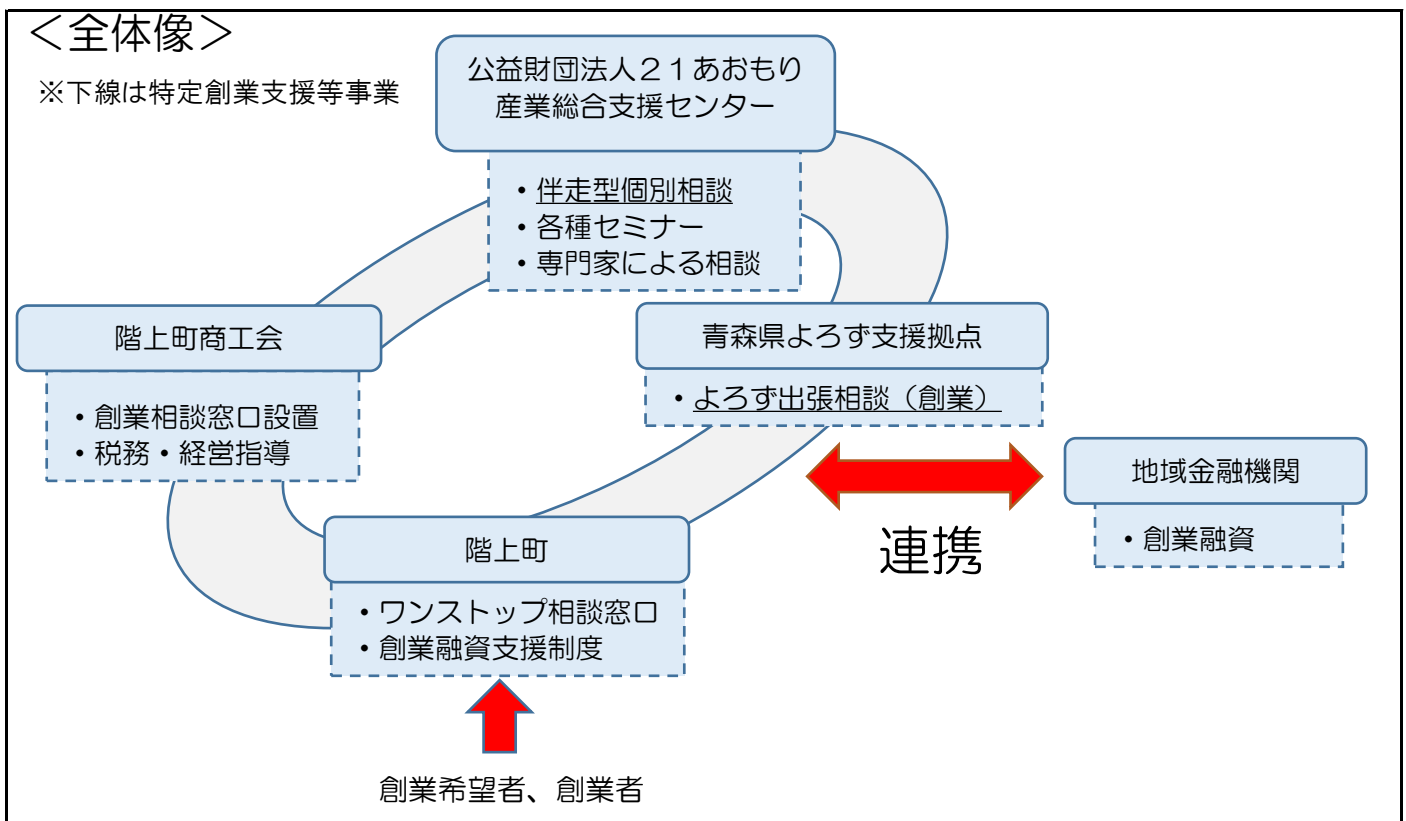 ＜全体像＞
※下線は特定創業支援等事業
公益財団法人２１あおもり
産業総合支援センター
・伴走型個別相談
・各種セミナー
・専門家による相談
階上町商工会
・創業相談窓口設置
・税務・経営指導
青森県よろず支援拠点
・よろず出張相談（創業）
地域金融機関
・創業融資
連携
階上町
・ワンストップ相談窓口
・創業融資支援制度
創業希望者、創業者